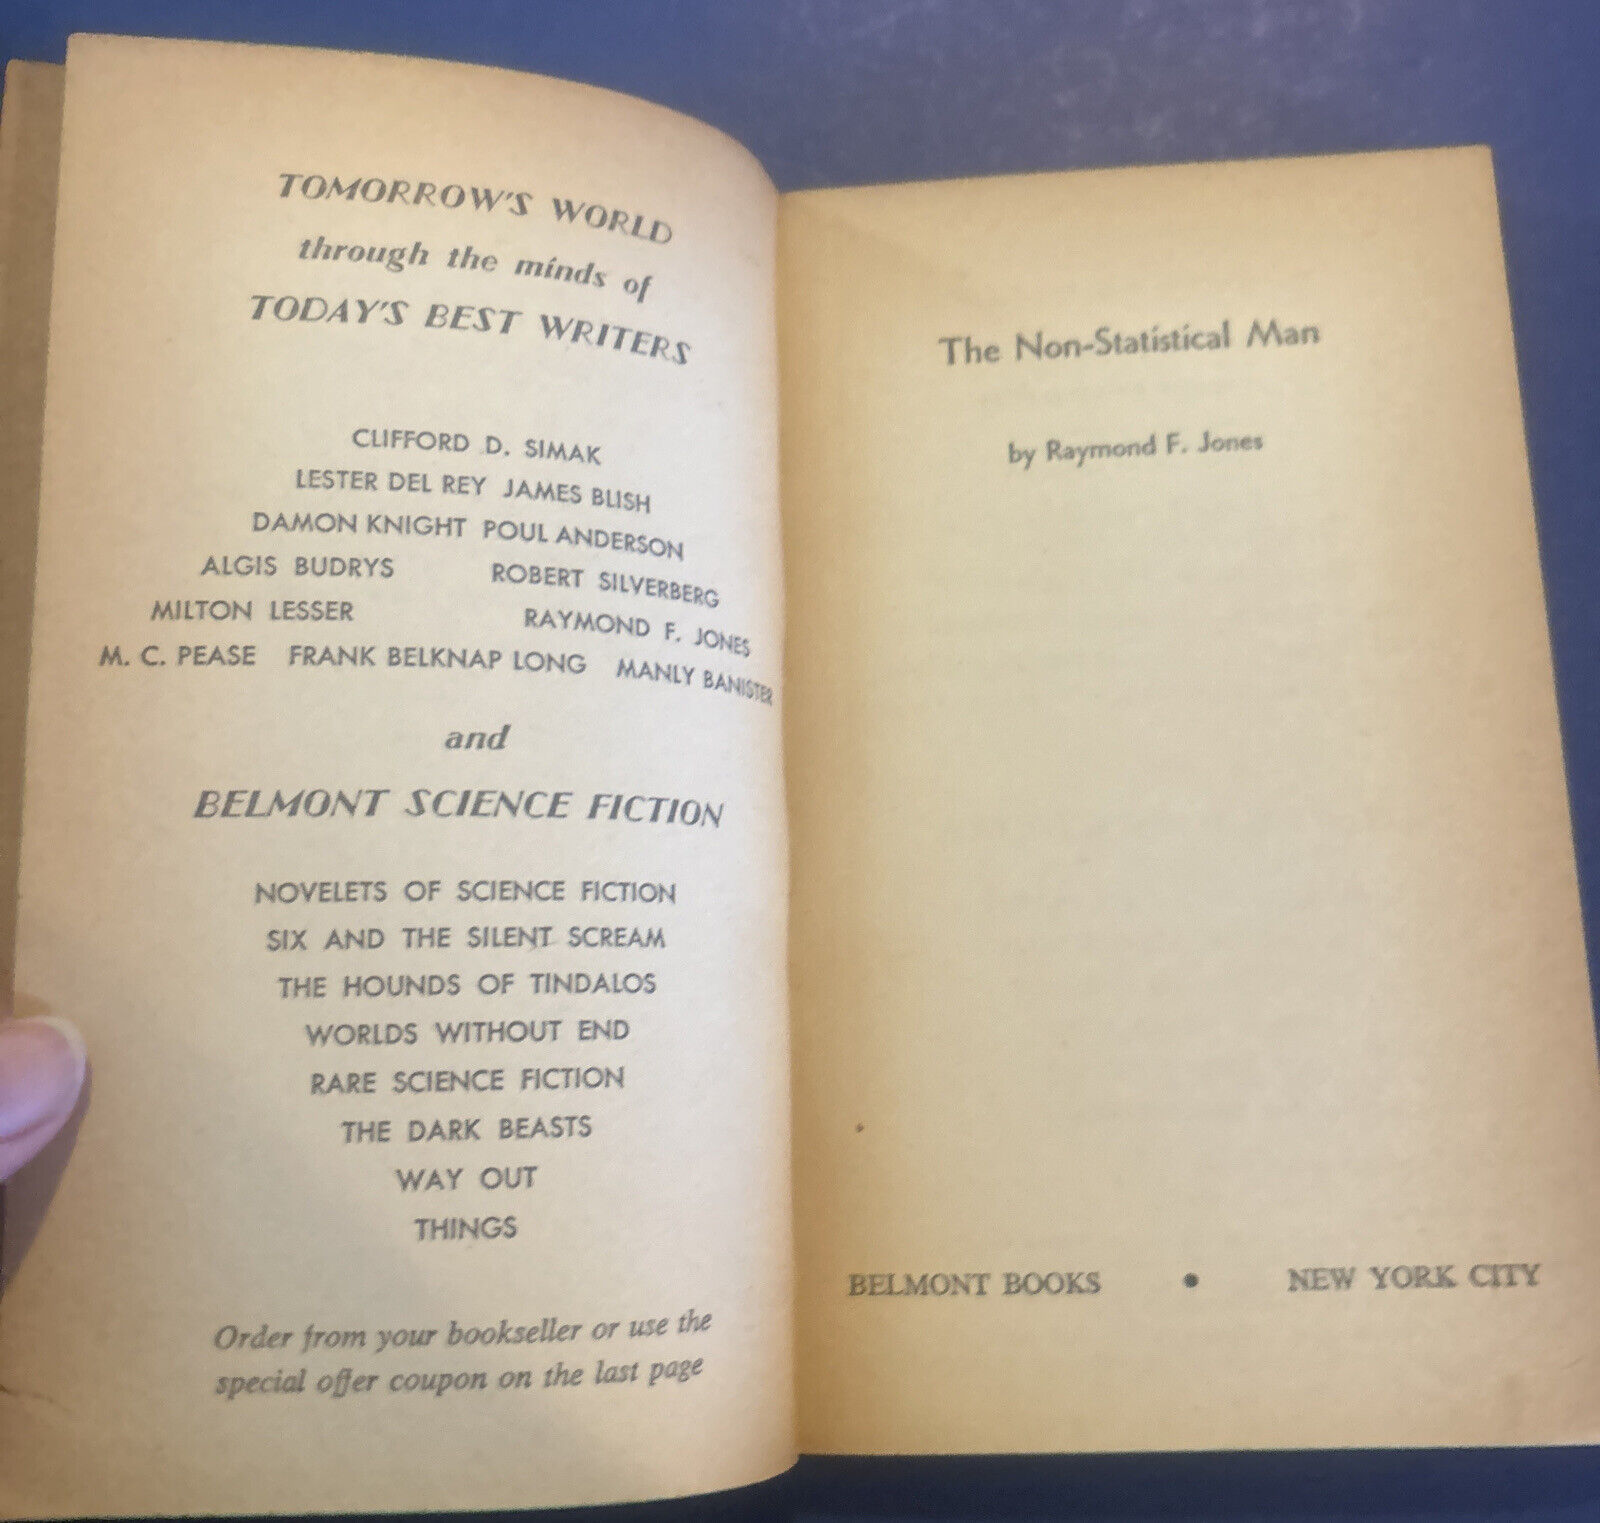 TOMORROW'S WORLD
through the minds of
TODAY'S BEST WRITERS
CLIFFORD D. SIMAK
LESTER DEL REY JAMES BLISH
DAMON KNIGHT POUL ANDERSON
ALGIS BUDRYS ROBERT SILVERBERG
MILTON LESSER RAYMOND F. JONES
M. C. PEASE FRANK BELKNAP LONG MANLY BANISTER
and
BELMONT SCIENCE FICTION
NOVELETS OF SCIENCE FICTION
SIX AND THE SILENT SCREAM
THE HOUNDS OF TINDALOS
WORLDS WITHOUT END
RARE SCIENCE FICTION
THE DARK BEASTS
WAY OUT
THINGS
Order from your bookseller or use the
special offer coupon on the last page
The Non-Statistical Man
by Raymond F. Jones
BELMONT BOOKS • NEW YORK CITY